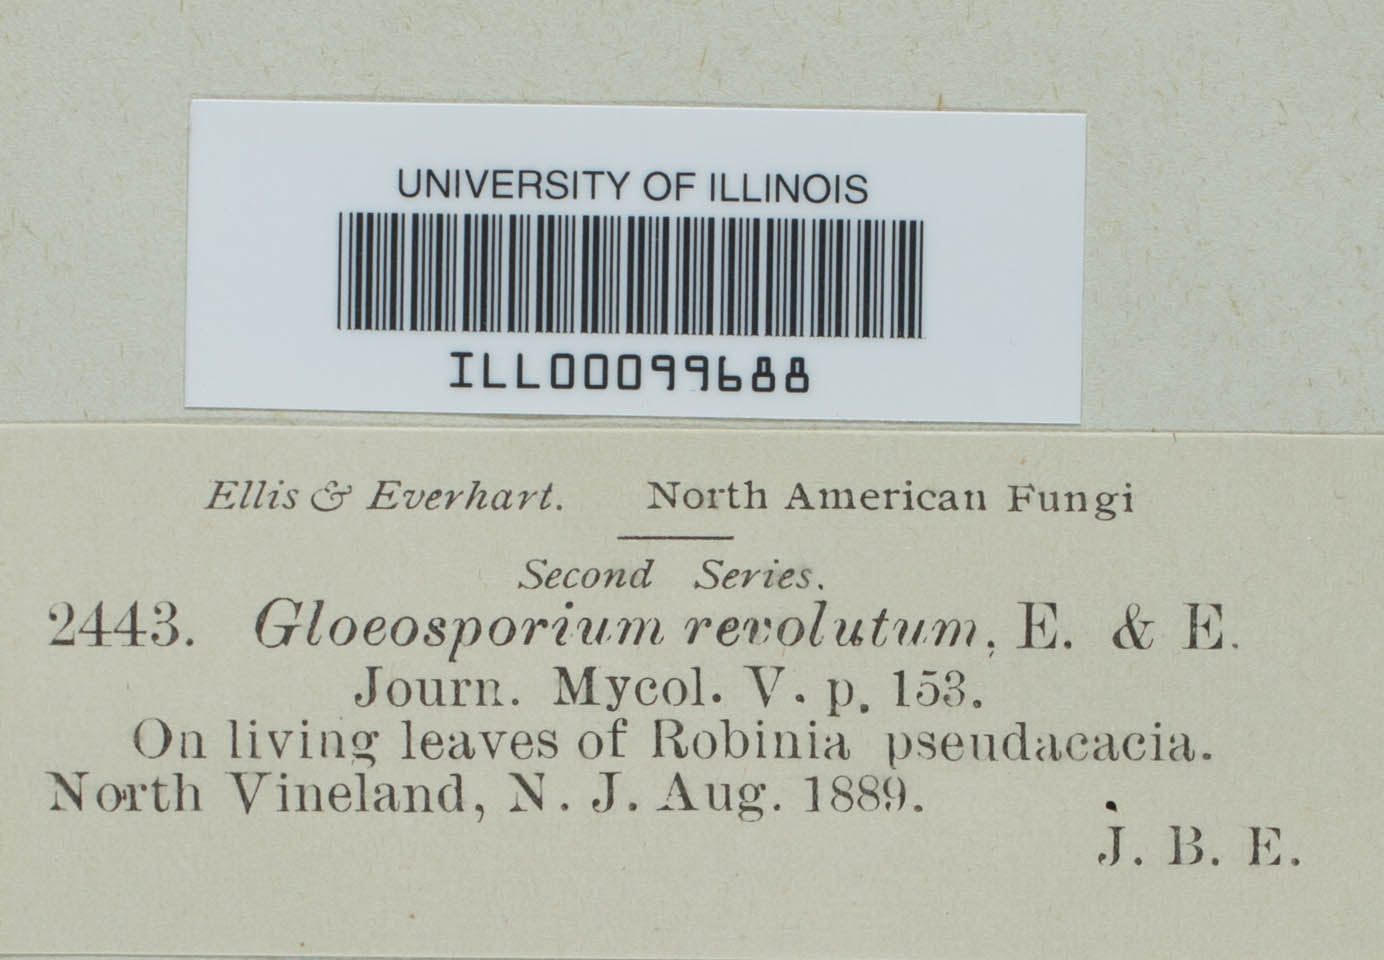 UNIVERSITY OF ILLINOIS
ILL00099688
Ellis & Everhart. North American Fungi
Second Series.
2443. Gloeosporium revolutum, E. & E.
Journ. Mycol. V. p. 153.
On living leaves of Robinia pseudacacia.
North Vineland, N. J. Aug. 1889.
J. B. E.